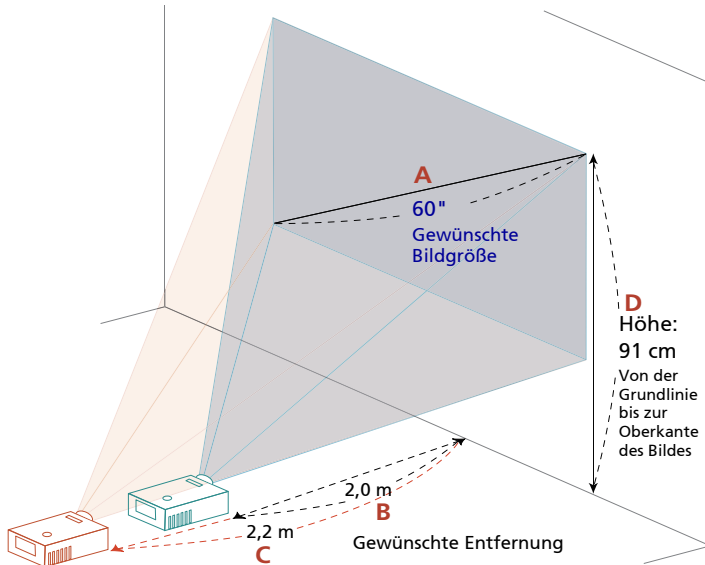 A
60"
Gewünschte
Bildgröße
D
Höhe:
91 cm
Von der
Grundlinie
bis zur
Oberkante
des Bildes
2,0 m
B
2,2 m
C
Gewünschte Entfernung